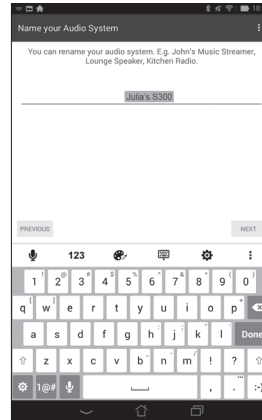 10:
Name your Audio System
You can rename your audio system. E.g. John's Music Streamer,
Lounge Speaker, Kitchen Radio.
Julia's S300
PREVIOUS NEXT
123
1 ! 2 @ 3 # 4 $ 5 % 6 ^ 7 & 8 * 9 ( 0 )
q [ w ] e r t y u i o p +
a s d f g h : j ; k ˝ l ´ Done
z x c v b - n - m / ! ?
1@# , . ... :-)